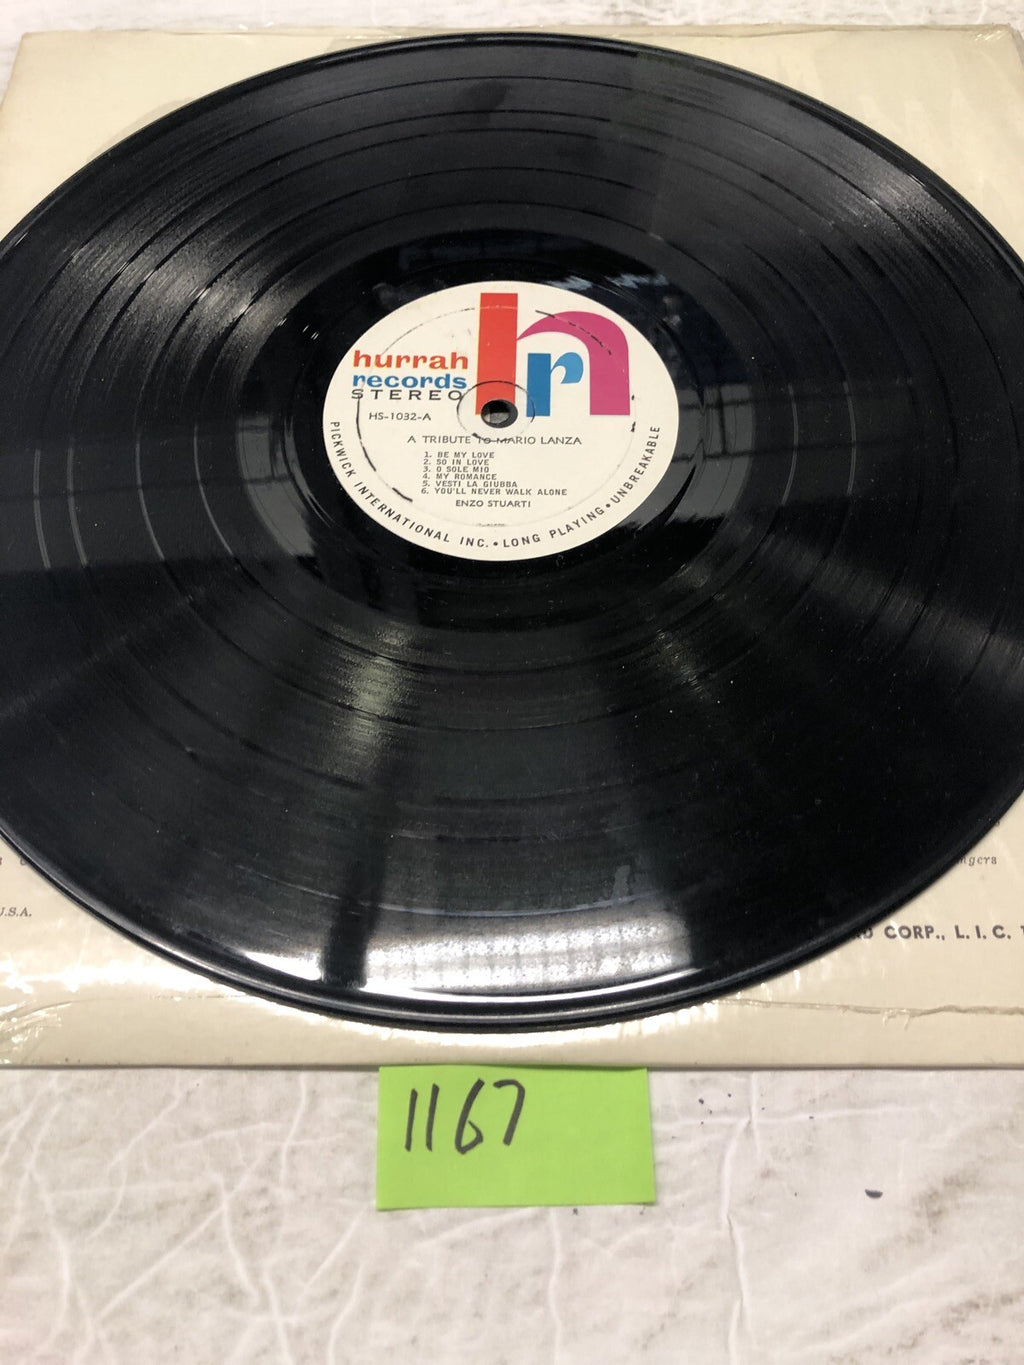 hr
hurrah
records
STEREO
HS-1032-A
A TRIBUTE TO MARIO LANZA
1. BE MY LOVE
2. SO IN LOVE
3. O SOLE MIO
4. MY ROMANCE
5. VESTI LA GIUBBA
6. YOU'LL NEVER WALK ALONE
ENZO STUARTI
PICKWICK INTERNATIONAL INC. • LONG PLAYING • UNBREAKABLE
U.S.A.
CORP., L. I. C.
1167